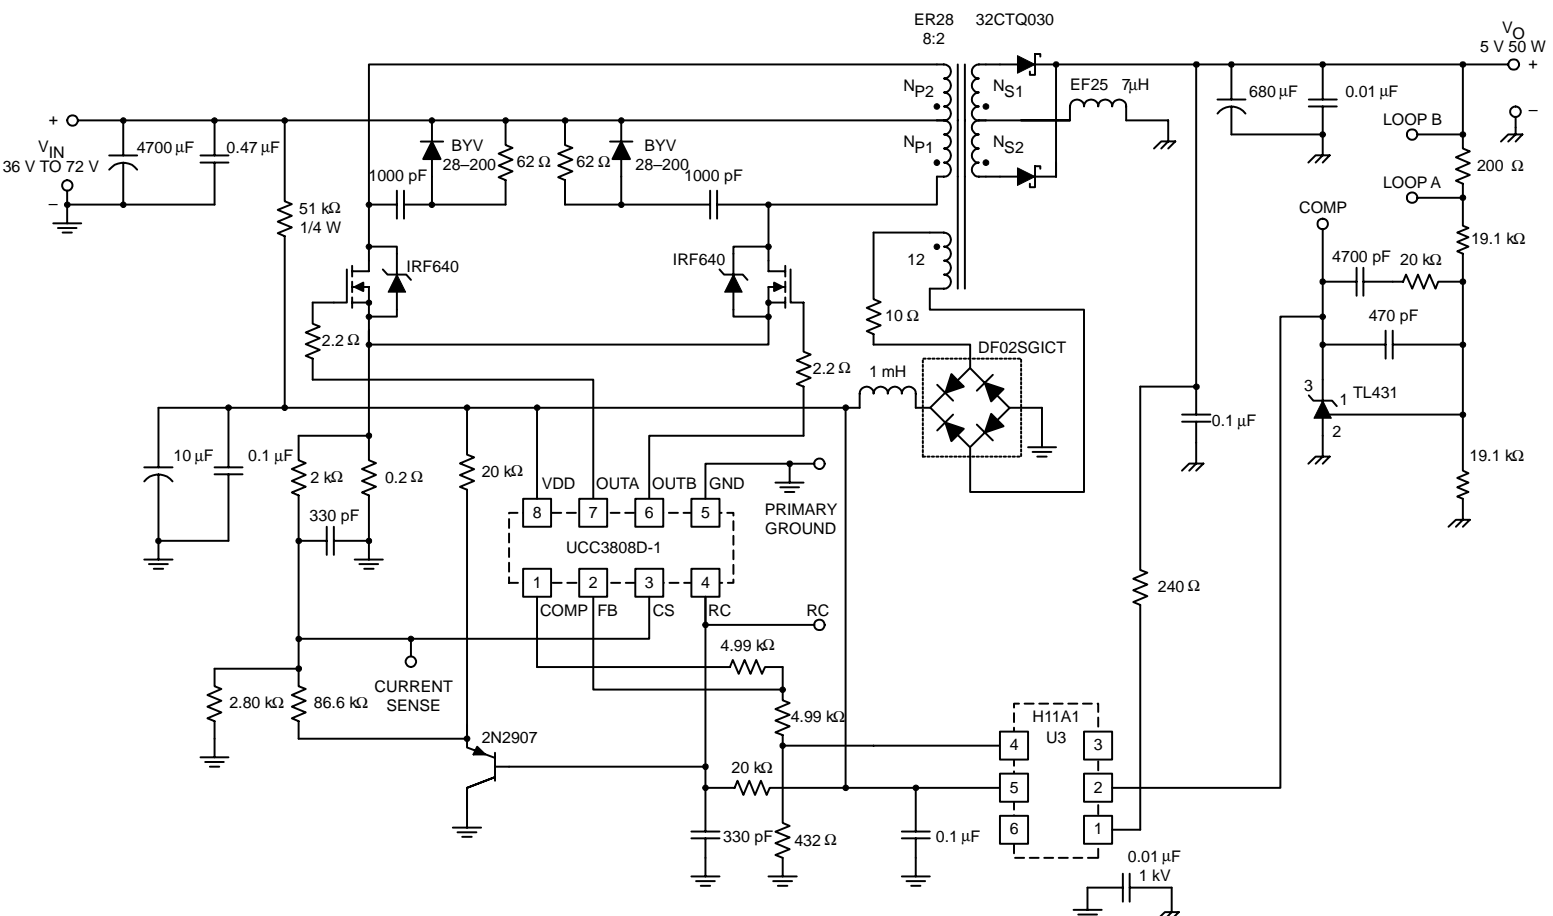 ER28 32CTQ030
8:2
VO
5 V 50 W
+
NP2
NS1
EF25 7µH
680 µF
0.01 µF
–
+
VIN
36 V TO 72 V
–
4700 µF
0.47 µF
BYV
28–200
62 Ω
62 Ω
BYV
28–200
NP1
NS2
LOOP B
200 Ω
1000 pF
1000 pF
LOOP A
51 kΩ
1/4 W
COMP
19.1 kΩ
IRF640
IRF640
12
4700 pF
20 kΩ
10 Ω
470 pF
2.2 Ω
2.2 Ω
DF02SGICT
1 mH
3
1
TL431
2
0.1 µF
10 µF
0.1 µF
2 kΩ
0.2 Ω
20 kΩ
19.1 kΩ
VDD
OUTA
OUTB
GND
8
7
6
5
PRIMARY
GROUND
330 pF
UCC3808D-1
1
2
3
4
COMP
FB
CS
RC
RC
240 Ω
4.99 kΩ
CURRENT
SENSE
2.80 kΩ
86.6 kΩ
4.99 kΩ
H11A1
U3
2N2907
4
3
20 kΩ
5
2
6
1
330 pF
432 Ω
0.1 µF
0.01 µF
1 kV